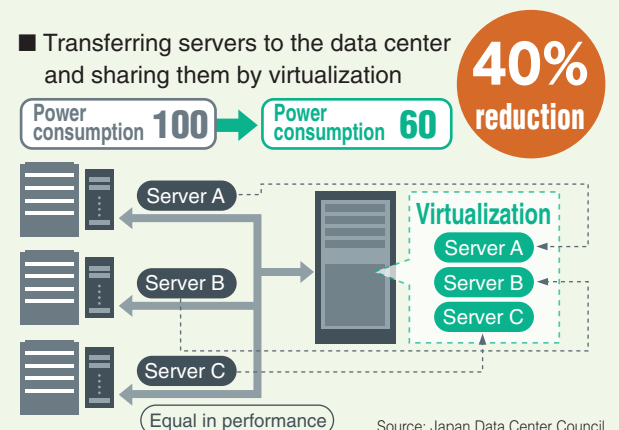 ■ Transferring servers to the data center
and sharing them by virtualization
40%
reduction
Power
consumption 100
Power
consumption 60
Server A
Server B
Server C
Virtualization
Server A
Server B
Server C
Equal in performance
Source: Japan Data Center Council